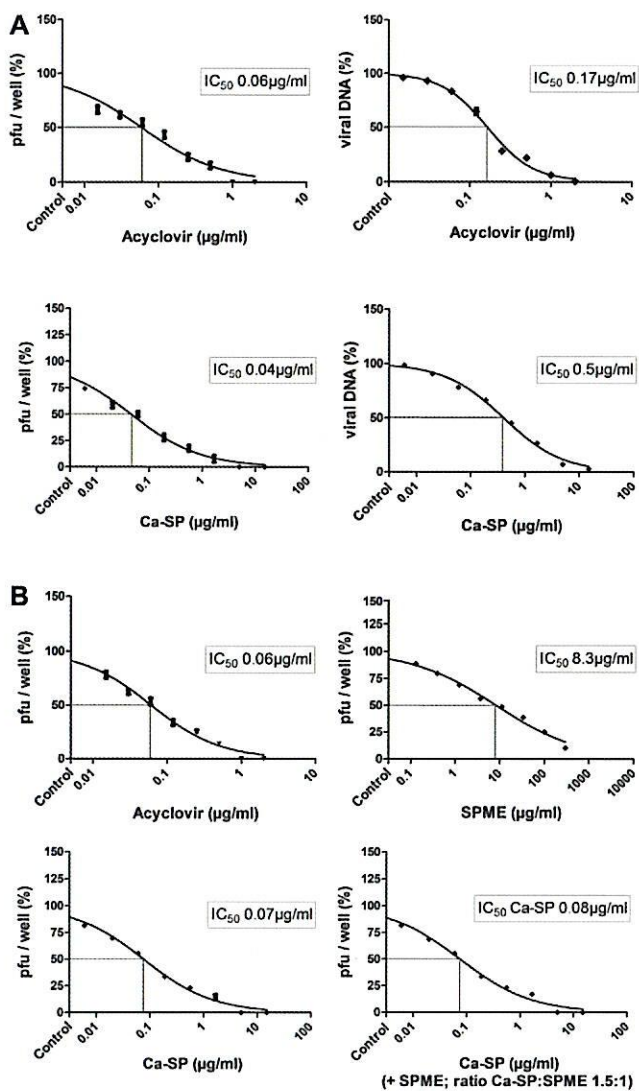 A
pfu / well (%)
150
100
50
0
IC50 0.06µg/ml
Control
0.01
0.1
1
10
Acyclovir (µg/ml)
viral DNA (%)
150
100
50
0
IC50 0.17µg/ml
Control
0.1
1
10
Acyclovir (µg/ml)
pfu / well (%)
150
125
100
75
50
25
0
IC50 0.04µg/ml
Control
0.01
0.1
1
10
100
Ca-SP (µg/ml)
viral DNA (%)
150
100
50
0
IC50 0.5µg/ml
Control
0.01
0.1
1
10
100
Ca-SP (µg/ml)
B
pfu / well (%)
150
100
50
0
IC50 0.06µg/ml
Control
0.01
0.1
1
10
Acyclovir (µg/ml)
pfu / well (%)
150
125
100
75
50
25
0
IC50 8.3µg/ml
Control
0.1
1
10
100
1000
10000
SPME (µg/ml)
pfu / well (%)
150
125
100
75
50
25
0
IC50 0.07µg/ml
Control
0.01
0.1
1
10
100
Ca-SP (µg/ml)
pfu / well (%)
150
125
100
75
50
25
0
IC50 Ca-SP 0.08µg/ml
Control
0.01
0.1
1
10
100
Ca-SP (µg/ml)
(+ SPME; ratio Ca-SP:SPME 1.5:1)